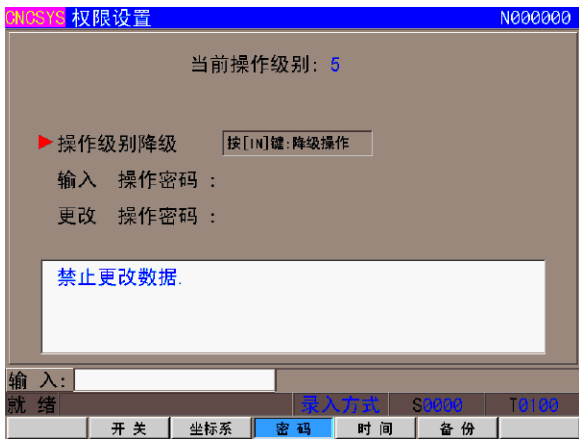 CNCSYS 权限设置 N000000
当前操作级别: 5
操作级别降级 按[IN]键:降级操作
输入 操作密码 :
更改 操作密码 :
禁止更改数据.
输 入:
就 绪 录入方式 S0000 T0100
开 关 坐标系 密 码 时 间 备 份